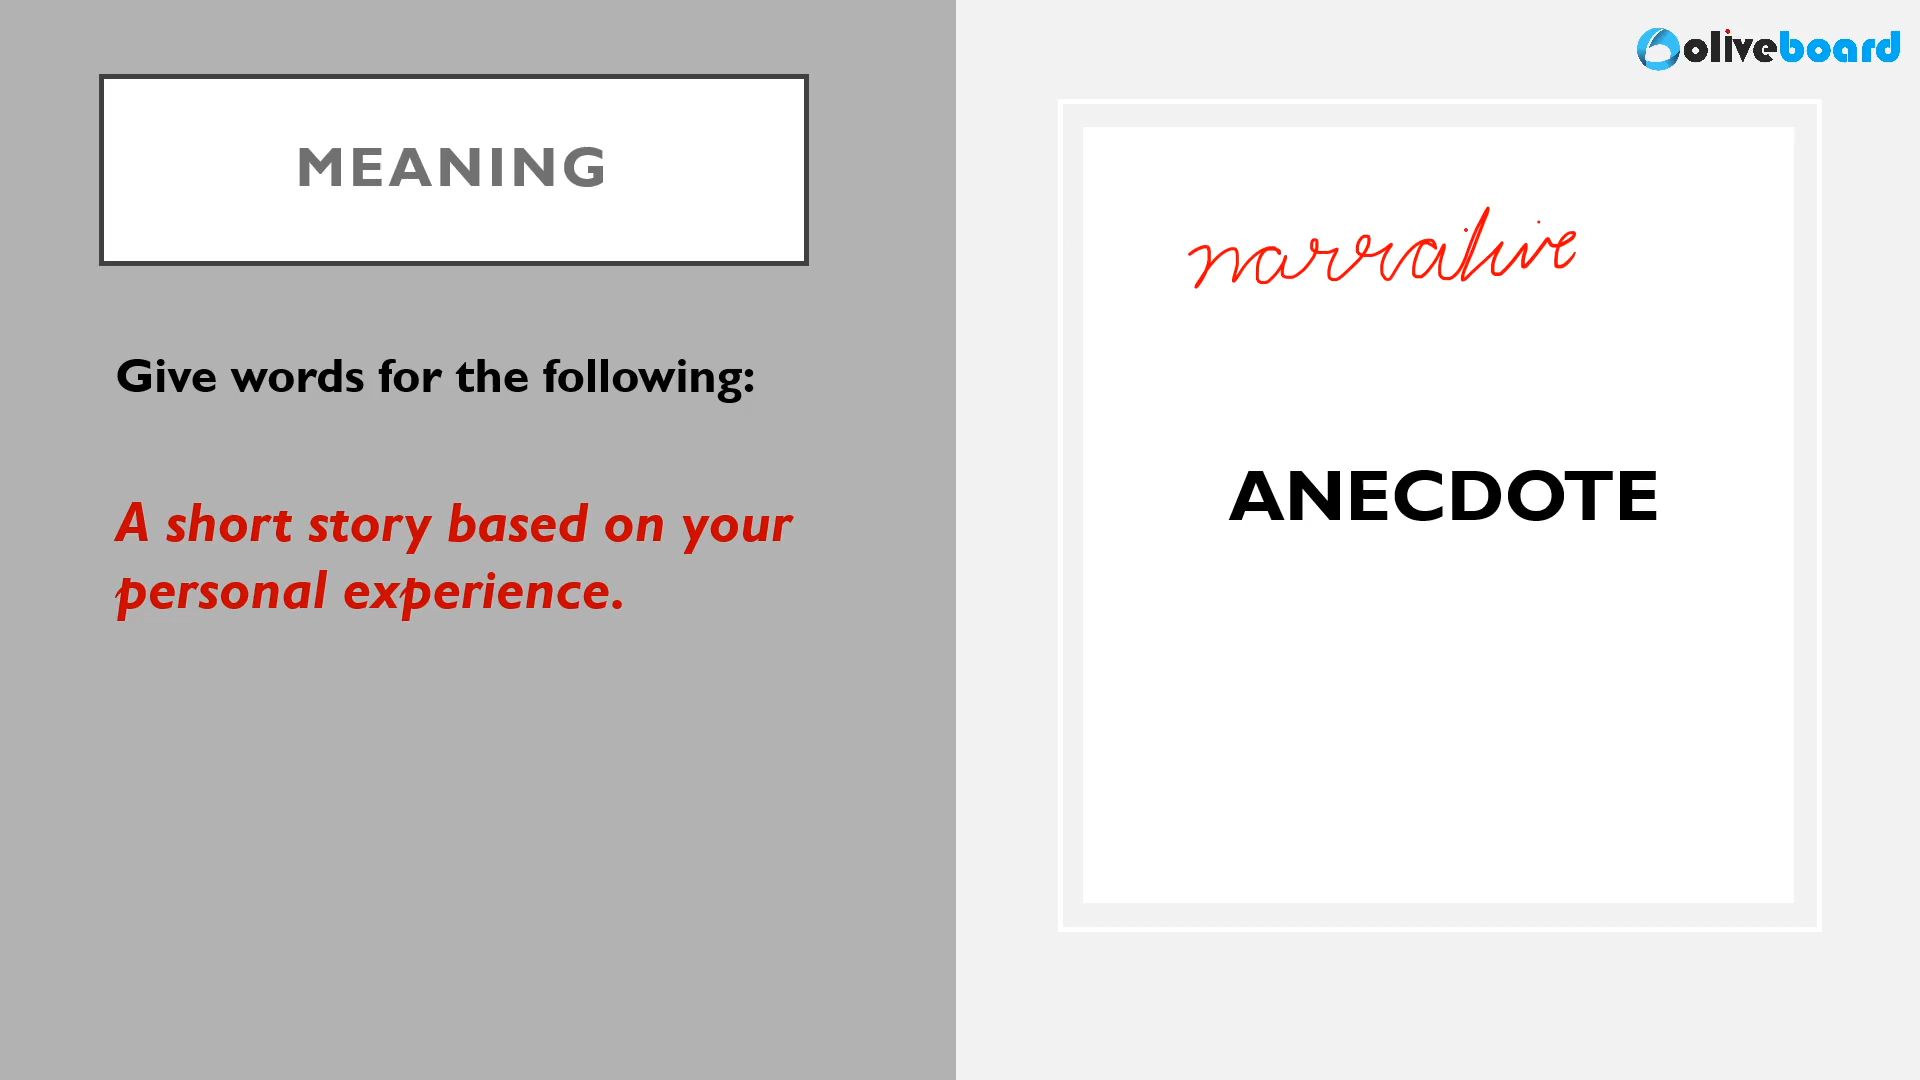 MEANING
Give words for the following:
A short story based on your
personal experience.
oliveboard
narrative
ANECDOTE